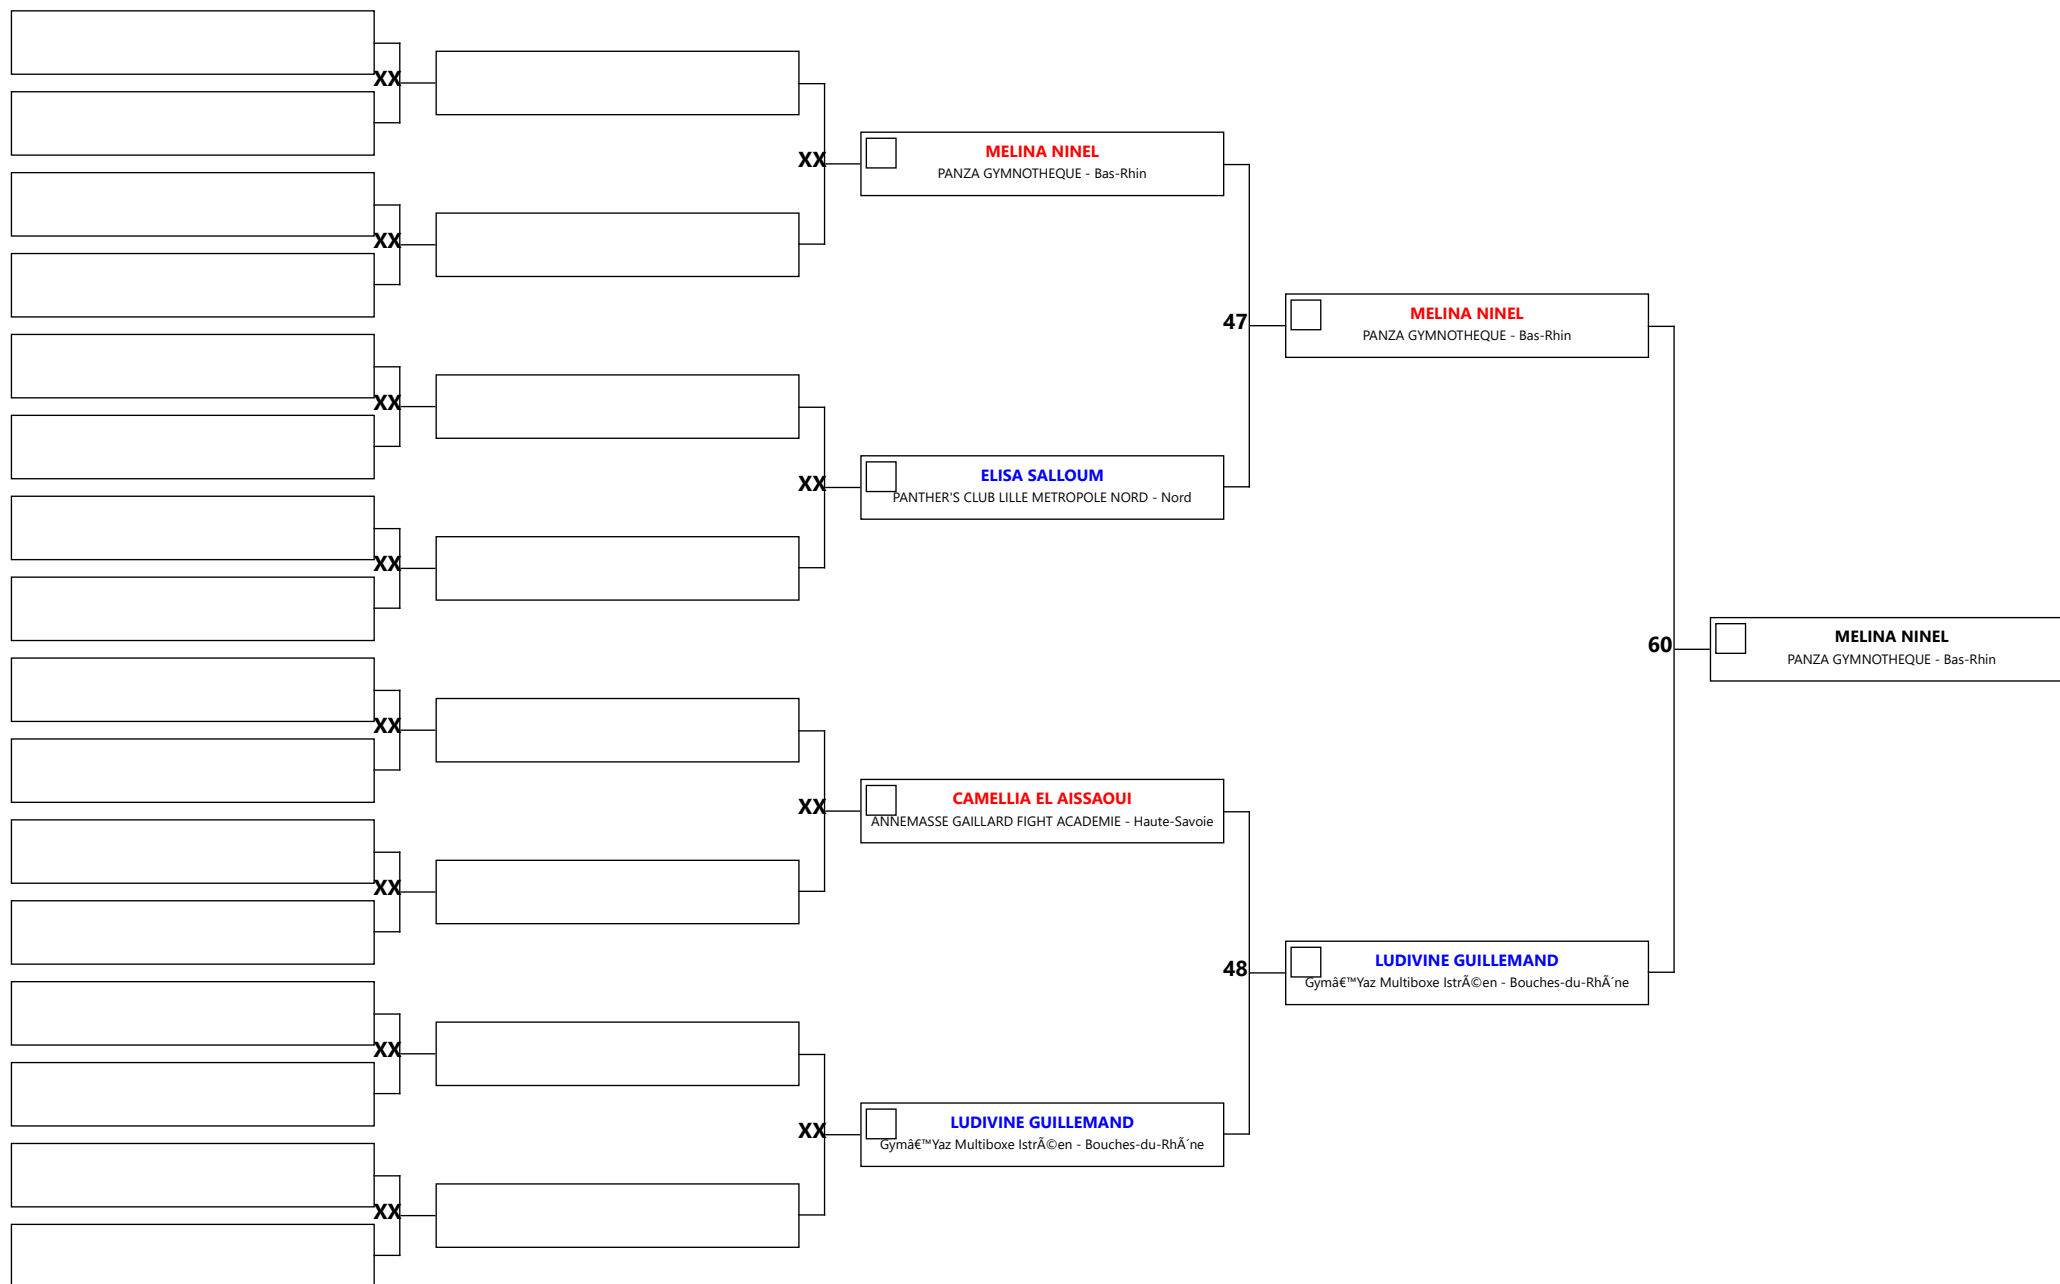 XX
XX
XX
XX
XX
XX
XX
XX
XX
XX
XX
XX
MELINA NINEL
PANZA GYMNOTHEQUE - Bas-Rhin
ELISA SALLOUM
PANTHER'S CLUB LILLE METROPOLE NORD - Nord
CAMELLIA EL AISSAOUI
ANNEMASSE GAILLARD FIGHT ACADEMIE - Haute-Savoie
LUDIVINE GUILLEMAND
Gymâ€™Yaz Multiboxe IstrÃ©en - Bouches-du-RhÃ´ne
47
48
MELINA NINEL
PANZA GYMNOTHEQUE - Bas-Rhin
LUDIVINE GUILLEMAND
Gymâ€™Yaz Multiboxe IstrÃ©en - Bouches-du-RhÃ´ne
60
MELINA NINEL
PANZA GYMNOTHEQUE - Bas-Rhin